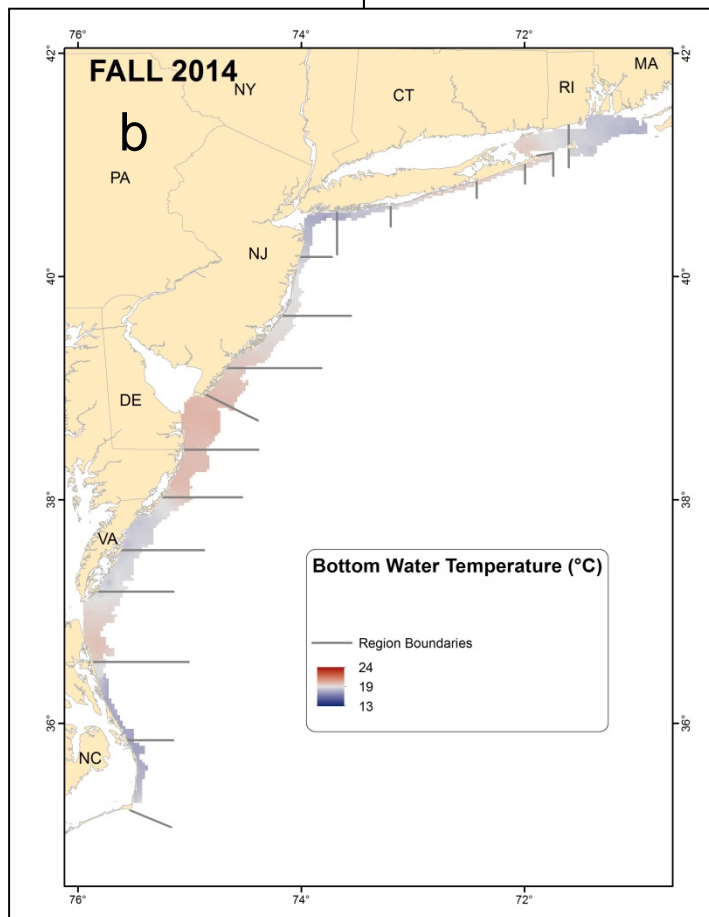 76°
74°
72°
42°
42°
FALL 2014
b
NY
CT
RI
MA
PA
NJ
40°
40°
DE
38°
38°
VA
Bottom Water Temperature (°C)
Region Boundaries
24
19
13
36°
36°
NC
76°
74°
72°